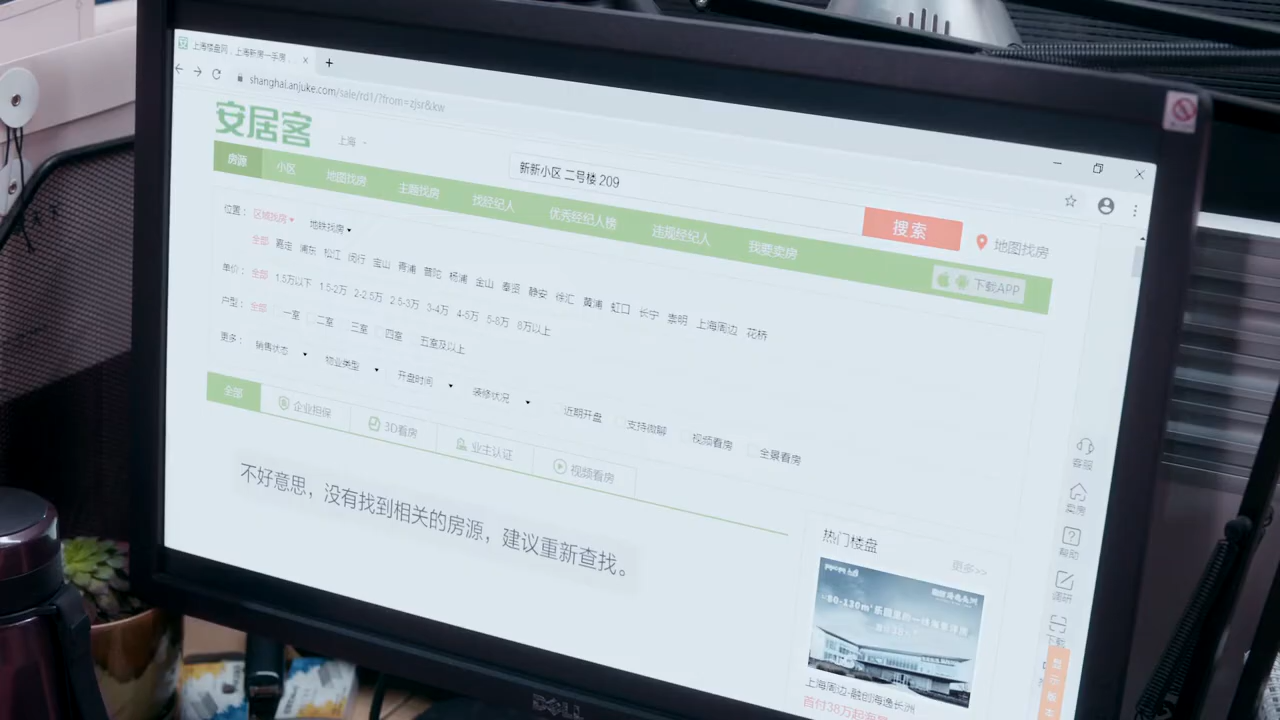 上海楼盘网，上海新房一手房
shanghai.anjuke.com/sale/rd1/?from=zjsr&kw
安居客
上海
新新小区 二号楼 209
搜索
地图找房
房源 小区 地图找房 主题找房 找经纪人 优秀经纪人榜 违规经纪人 我要卖房
下载APP
位置： 区域找房 地铁找房
全部 嘉定 浦东 松江 闵行 宝山 青浦 普陀 杨浦 金山 奉贤 静安 徐汇 黄浦 虹口 长宁 崇明 上海周边 花桥
单价： 全部 1.5万以下 1.5-2万 2-2.5万 2.5-3万 3-4万 4-5万 5-8万 8万以上
户型： 全部 一室 二室 三室 四室 五室及以上
更多： 销售状态 物业类型 开盘时间 装修状况 近期开盘 支持微聊 视频看房 全景看房
全部 企业担保 3D看房 业主认证 视频看房
不好意思，没有找到相关的房源，建议重新查找。
热门楼盘
更多>>
上海周边-融创海逸长洲
首付38万起
客服
卖房
帮助
调研
下载
DELL